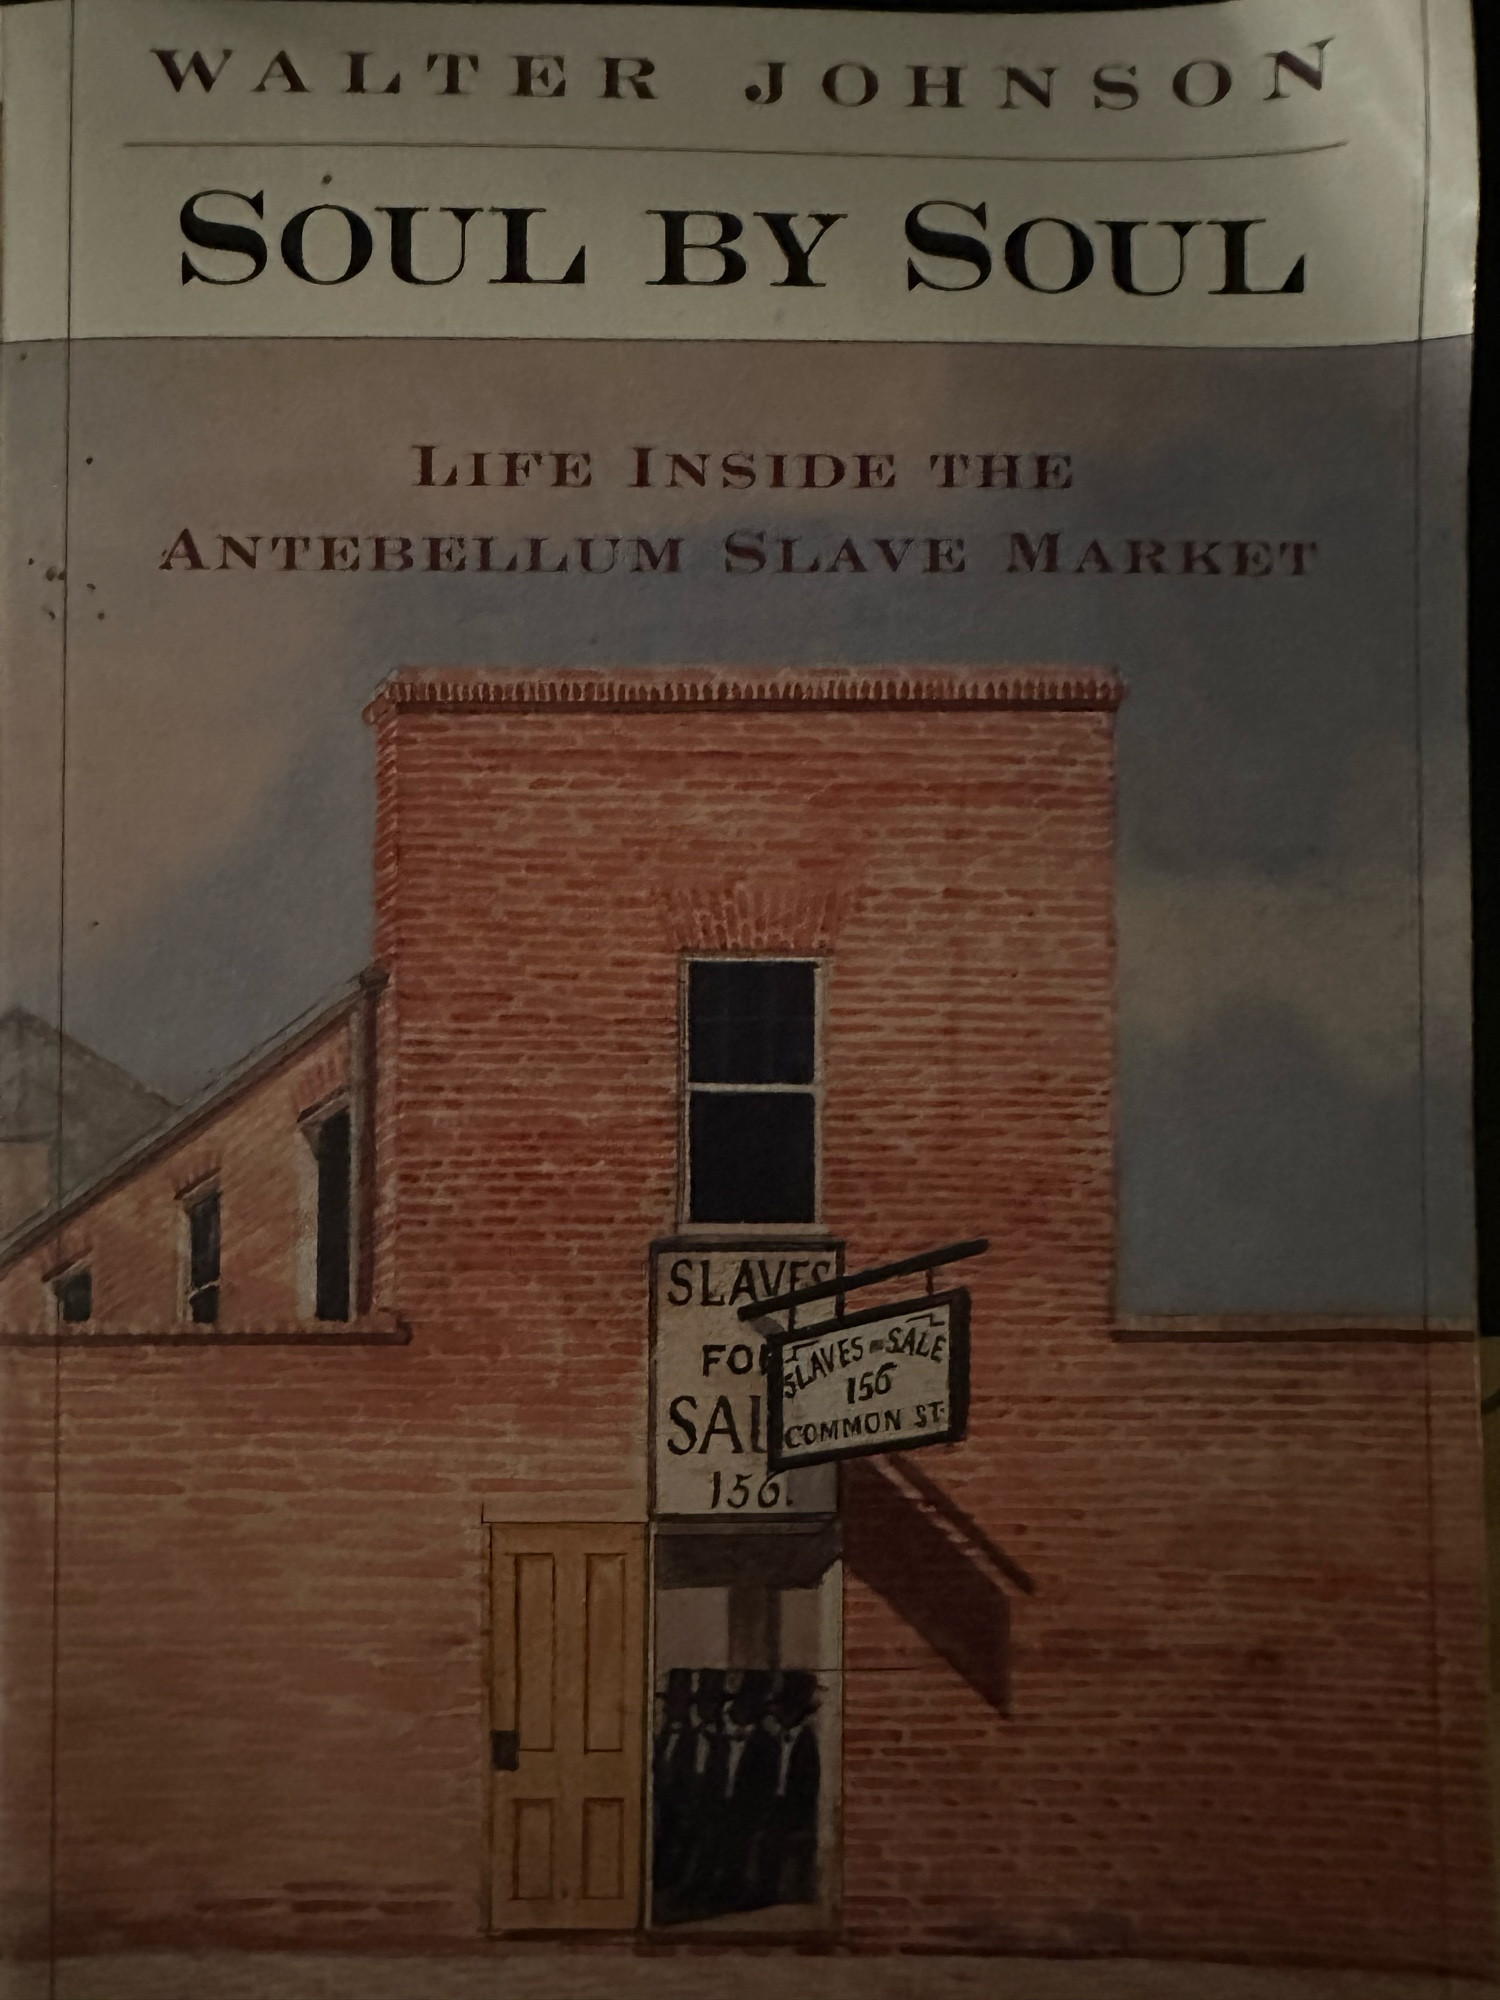 WALTER JOHNSON
SOUL BY SOUL
LIFE INSIDE THE
ANTEBELLUM SLAVE MARKET
SLAVES
FOR
SAL
156.
SLAVES = SALE
156
COMMON ST.